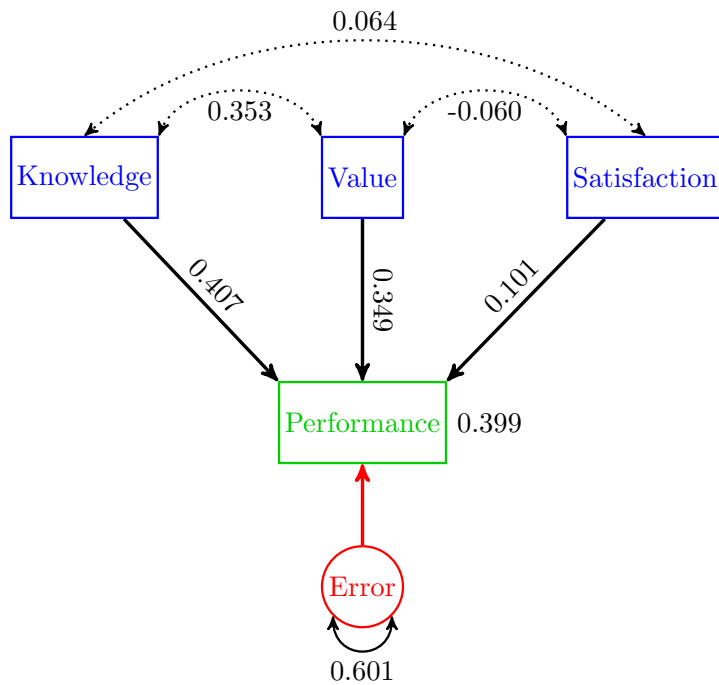 0.064
0.353
-0.060
Knowledge
Value
Satisfaction
0.407
0.349
0.101
Performance
0.399
Error
0.601